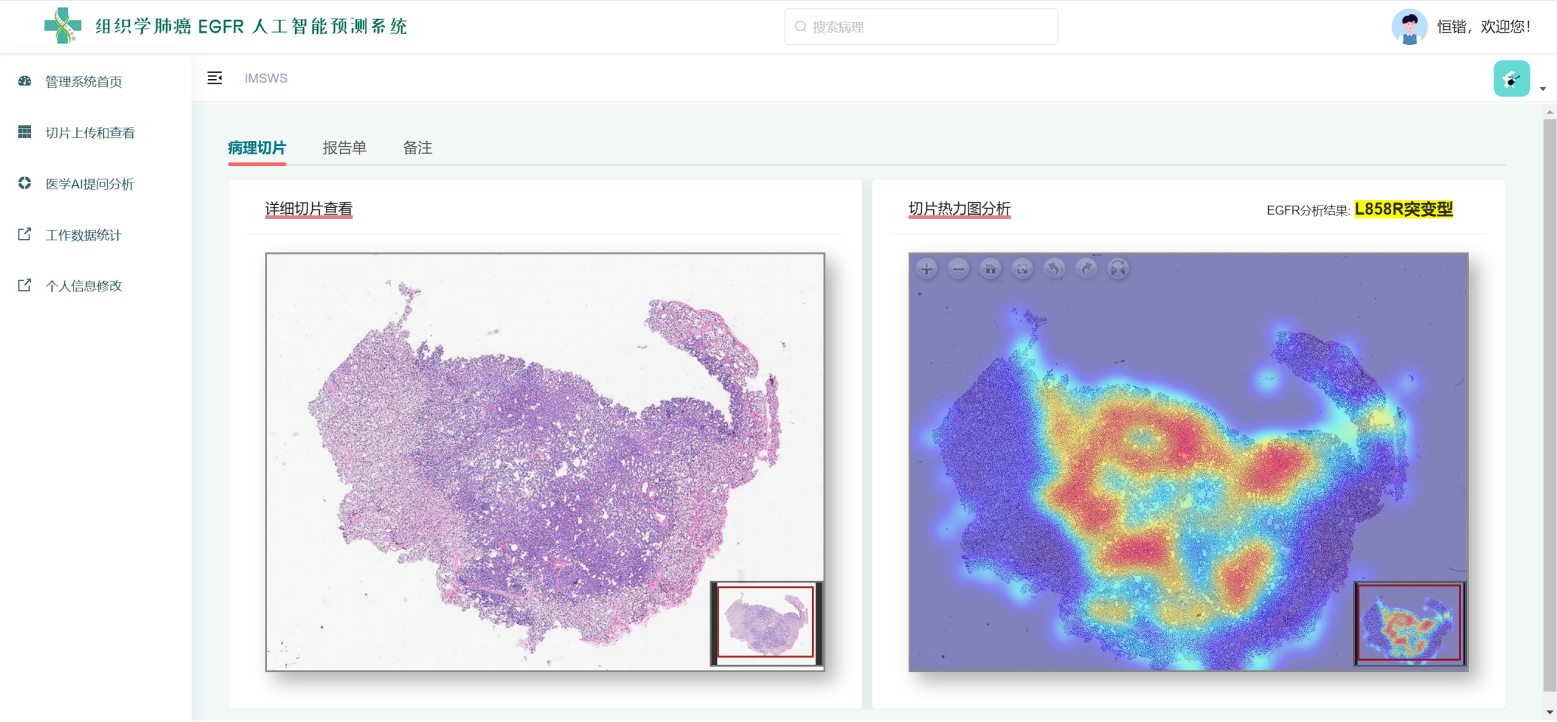 组织学肺癌 EGFR 人工智能预测系统
搜索病理
恒锴，欢迎您！
管理系统首页
切片上传和查看
医学AI提问分析
工作数据统计
个人信息修改
IMSWS
病理切片 报告单 备注
详细切片查看
切片热力图分析
EGFR分析结果: L858R突变型